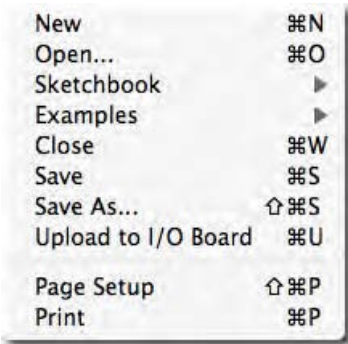 New ⌘N
Open... ⌘O
Sketchbook ▶
Examples ▶
Close ⌘W
Save ⌘S
Save As... ⇧⌘S
Upload to I/O Board ⌘U
Page Setup ⇧⌘P
Print ⌘P